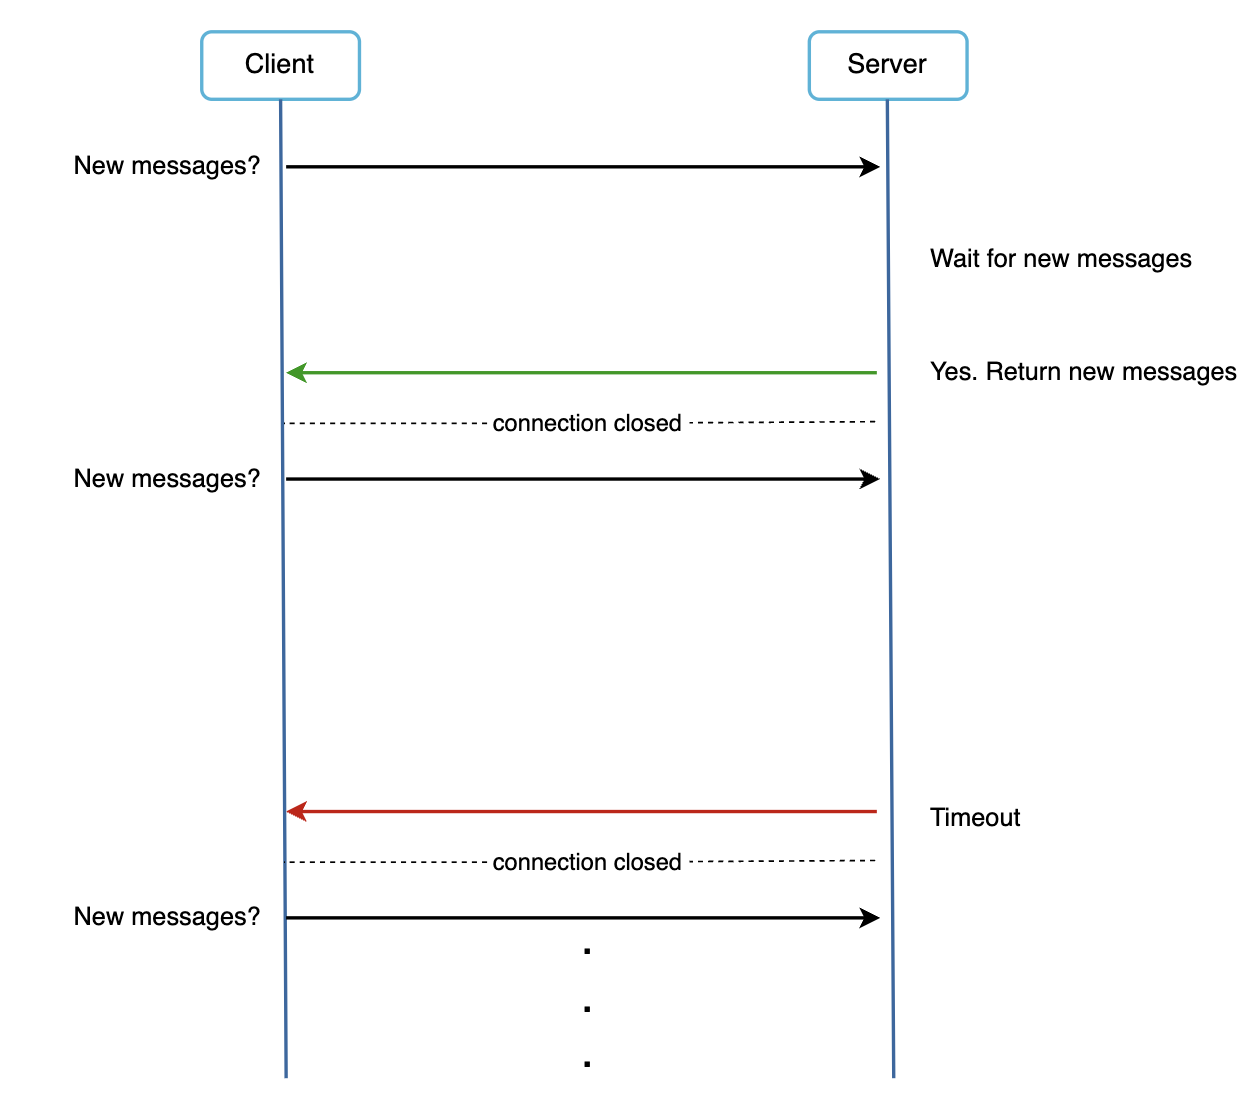 Client
Server
New messages?
Wait for new messages
Yes. Return new messages
connection closed
New messages?
Timeout
connection closed
New messages?